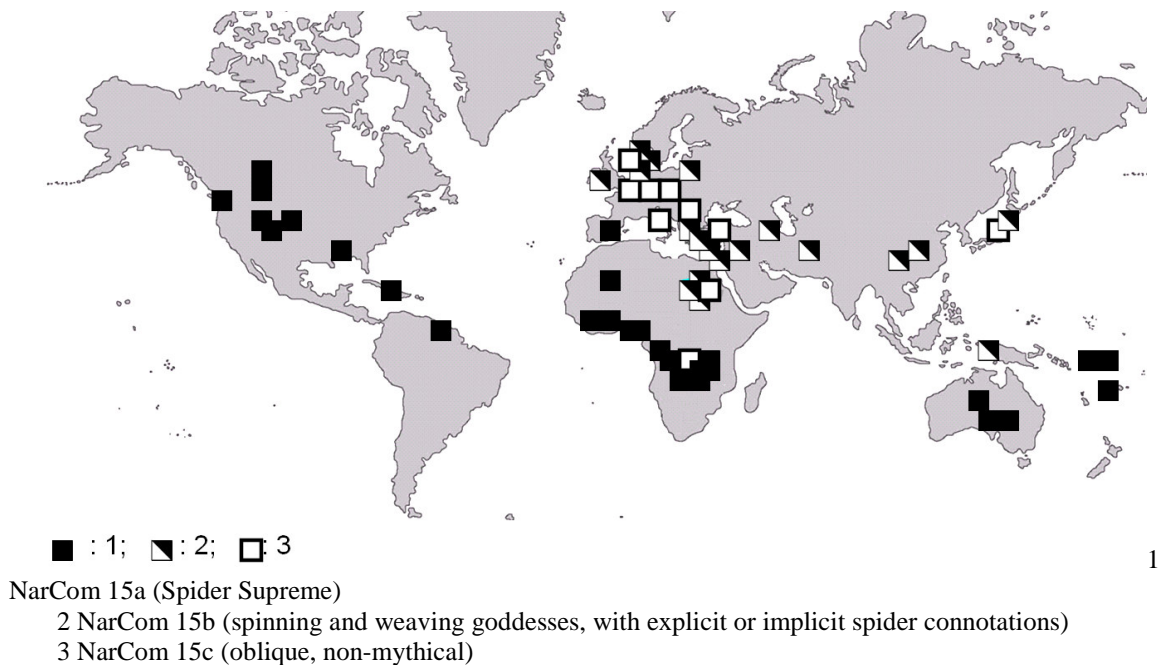 : 1; : 2; : 3
1
NarCom 15a (Spider Supreme)
2 NarCom 15b (spinning and weaving goddesses, with explicit or implicit spider connotations)
3 NarCom 15c (oblique, non-mythical)